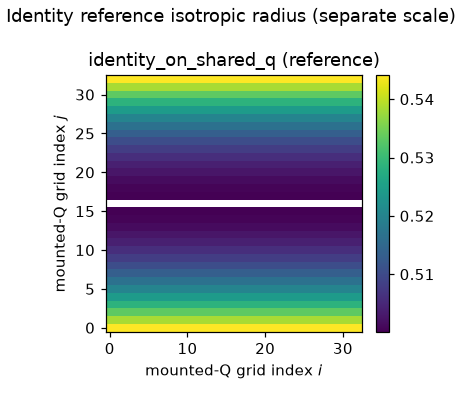 Identity reference isotropic radius (separate scale)
identity_on_shared_q (reference)
mounted-Q grid index j
30
25
20
15
10
5
0
0 10 20 30
mounted-Q grid index i
0.54
0.53
0.52
0.51